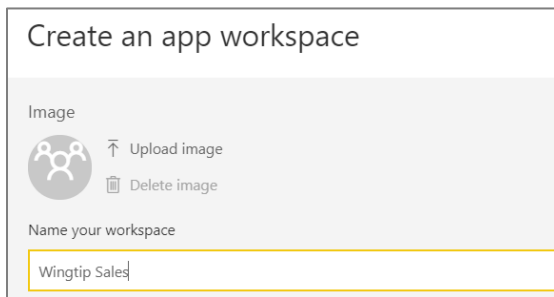 Create an app workspace
Image
Upload image
Delete image
Name your workspace
Wingtip Sales